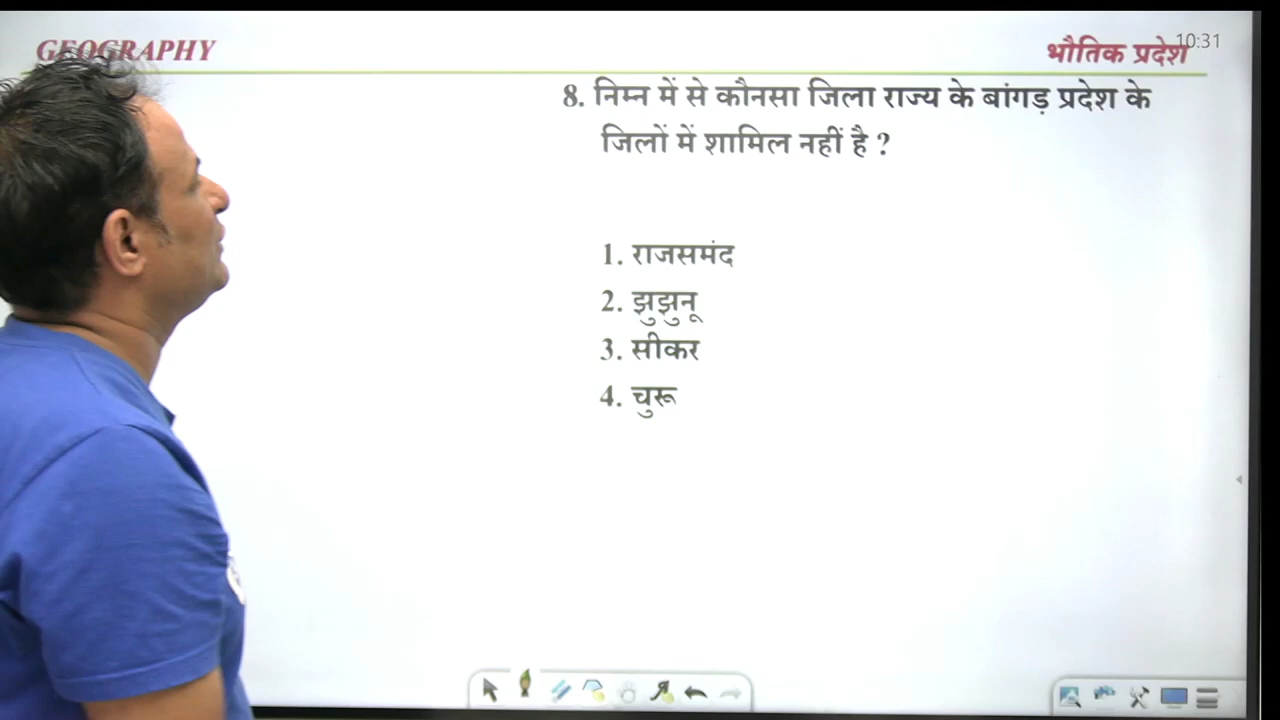 GEOGRAPHY
भौतिक प्रदेश
10:31
8. निम्न में से कौनसा जिला राज्य के बांगड़ प्रदेश के
जिलों में शामिल नहीं है ?
1. राजसमंद
2. झुझुनू
3. सीकर
4. चुरू